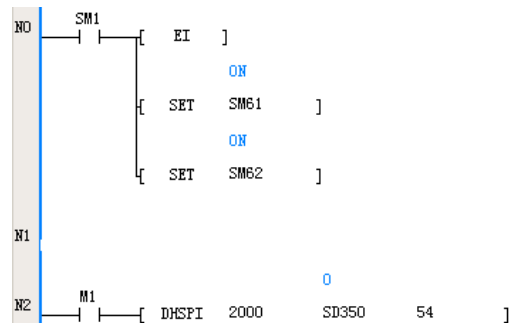 N0 SM1 [ EI ]
ON
[ SET SM61 ]
ON
[ SET SM62 ]
N1
0
N2 M1 [ DHSPI 2000 SD350 54 ]